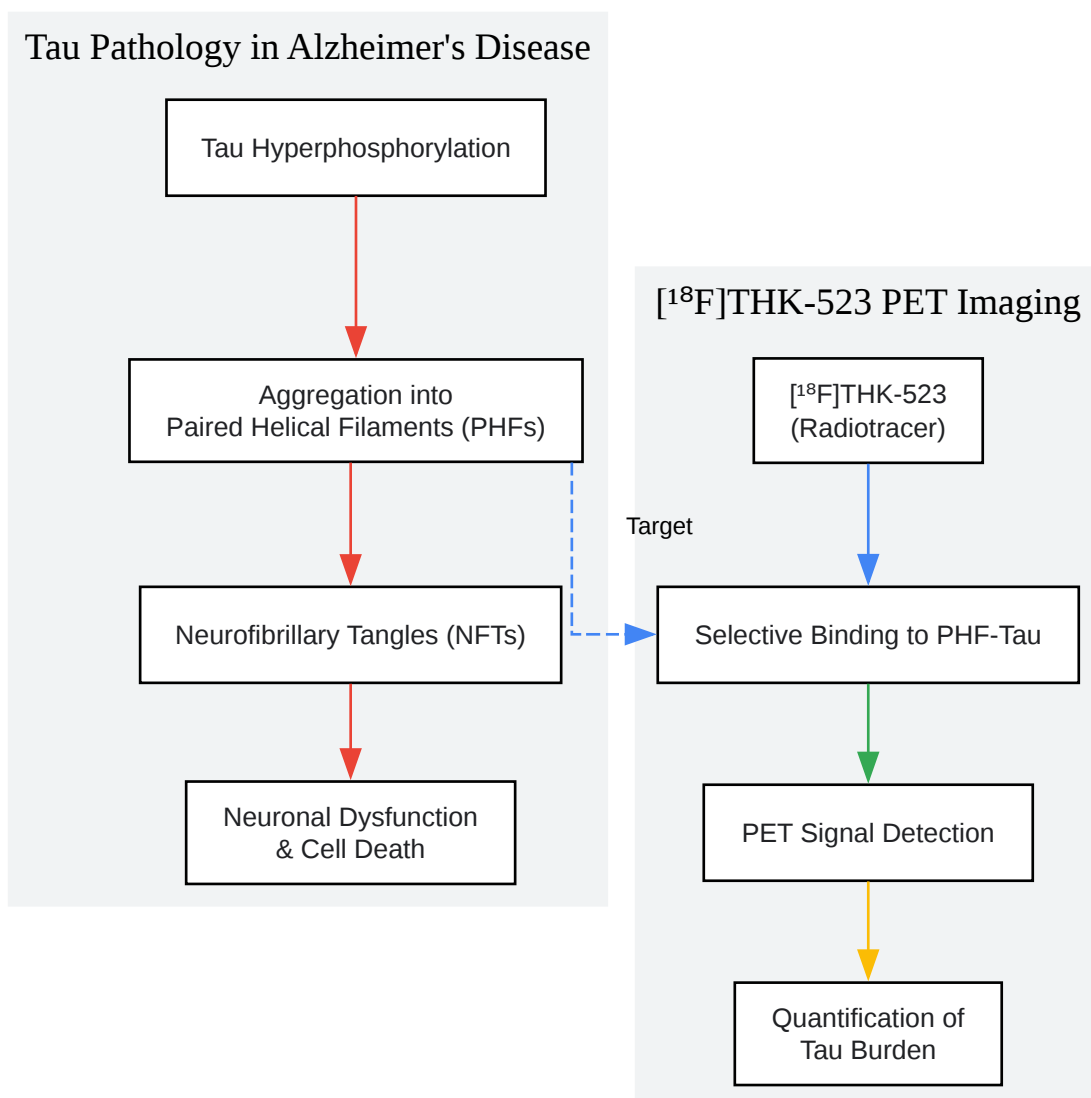 Tau Pathology in Alzheimer's Disease
Tau Hyperphosphorylation
Aggregation into
Paired Helical Filaments (PHFs)
Neurofibrillary Tangles (NFTs)
Neuronal Dysfunction
& Cell Death
Target
[¹⁸F]THK-523 PET Imaging
[¹⁸F]THK-523
(Radiotracer)
Selective Binding to PHF-Tau
PET Signal Detection
Quantification of
Tau Burden